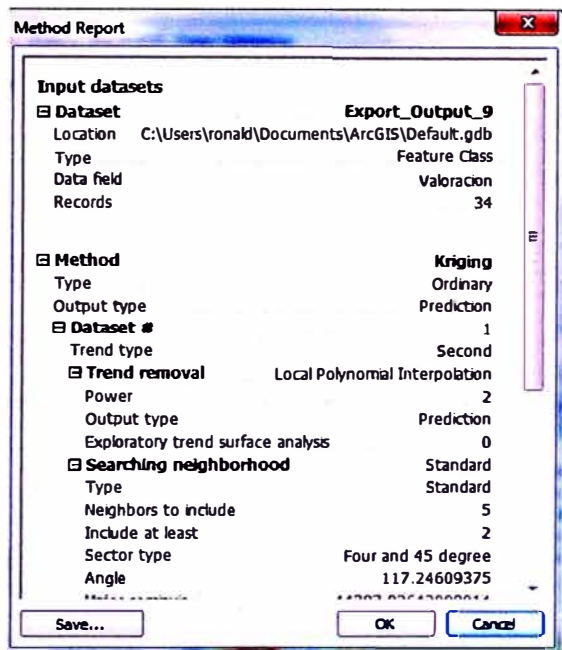 Method Report
Input datasets
Dataset Export_Output_9
Location C:\Users\ronald\Documents\ArcGIS\Default.gdb
Type Feature Class
Data field Valoracion
Records 34
Method Kriging
Type Ordinary
Output type Prediction
Dataset # 1
Trend type Second
Trend removal Local Polynomial Interpolation
Power 2
Output type Prediction
Exploratory trend surface analysis 0
Searching neighborhood Standard
Type Standard
Neighbors to include 5
Include at least 2
Sector type Four and 45 degree
Angle 117.24609375
Save... OK Cancel